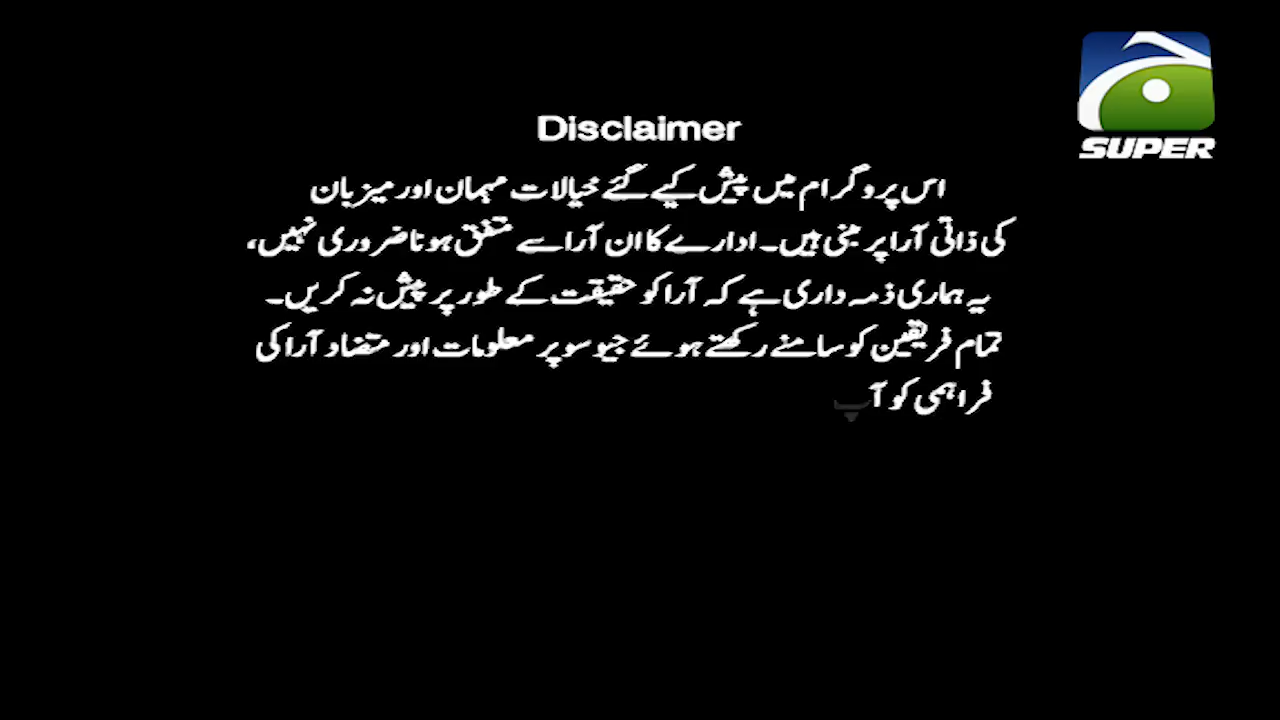 SUPER
Disclaimer
اس پروگرام میں پیش کیے گئے خیالات مہمان اور میزبان
کی ذاتی آرا پر مبنی ہیں۔ ادارے کا ان آرا سے متفق ہونا ضروری نہیں،
یہ ہماری ذمہ داری ہے کہ آرا کو حقیقت کے طور پر پیش نہ کریں۔
تمام فریقین کو سامنے رکھتے ہوئے جیو سوپر معلومات اور متضاد آرا کی
فراہمی کو آپ